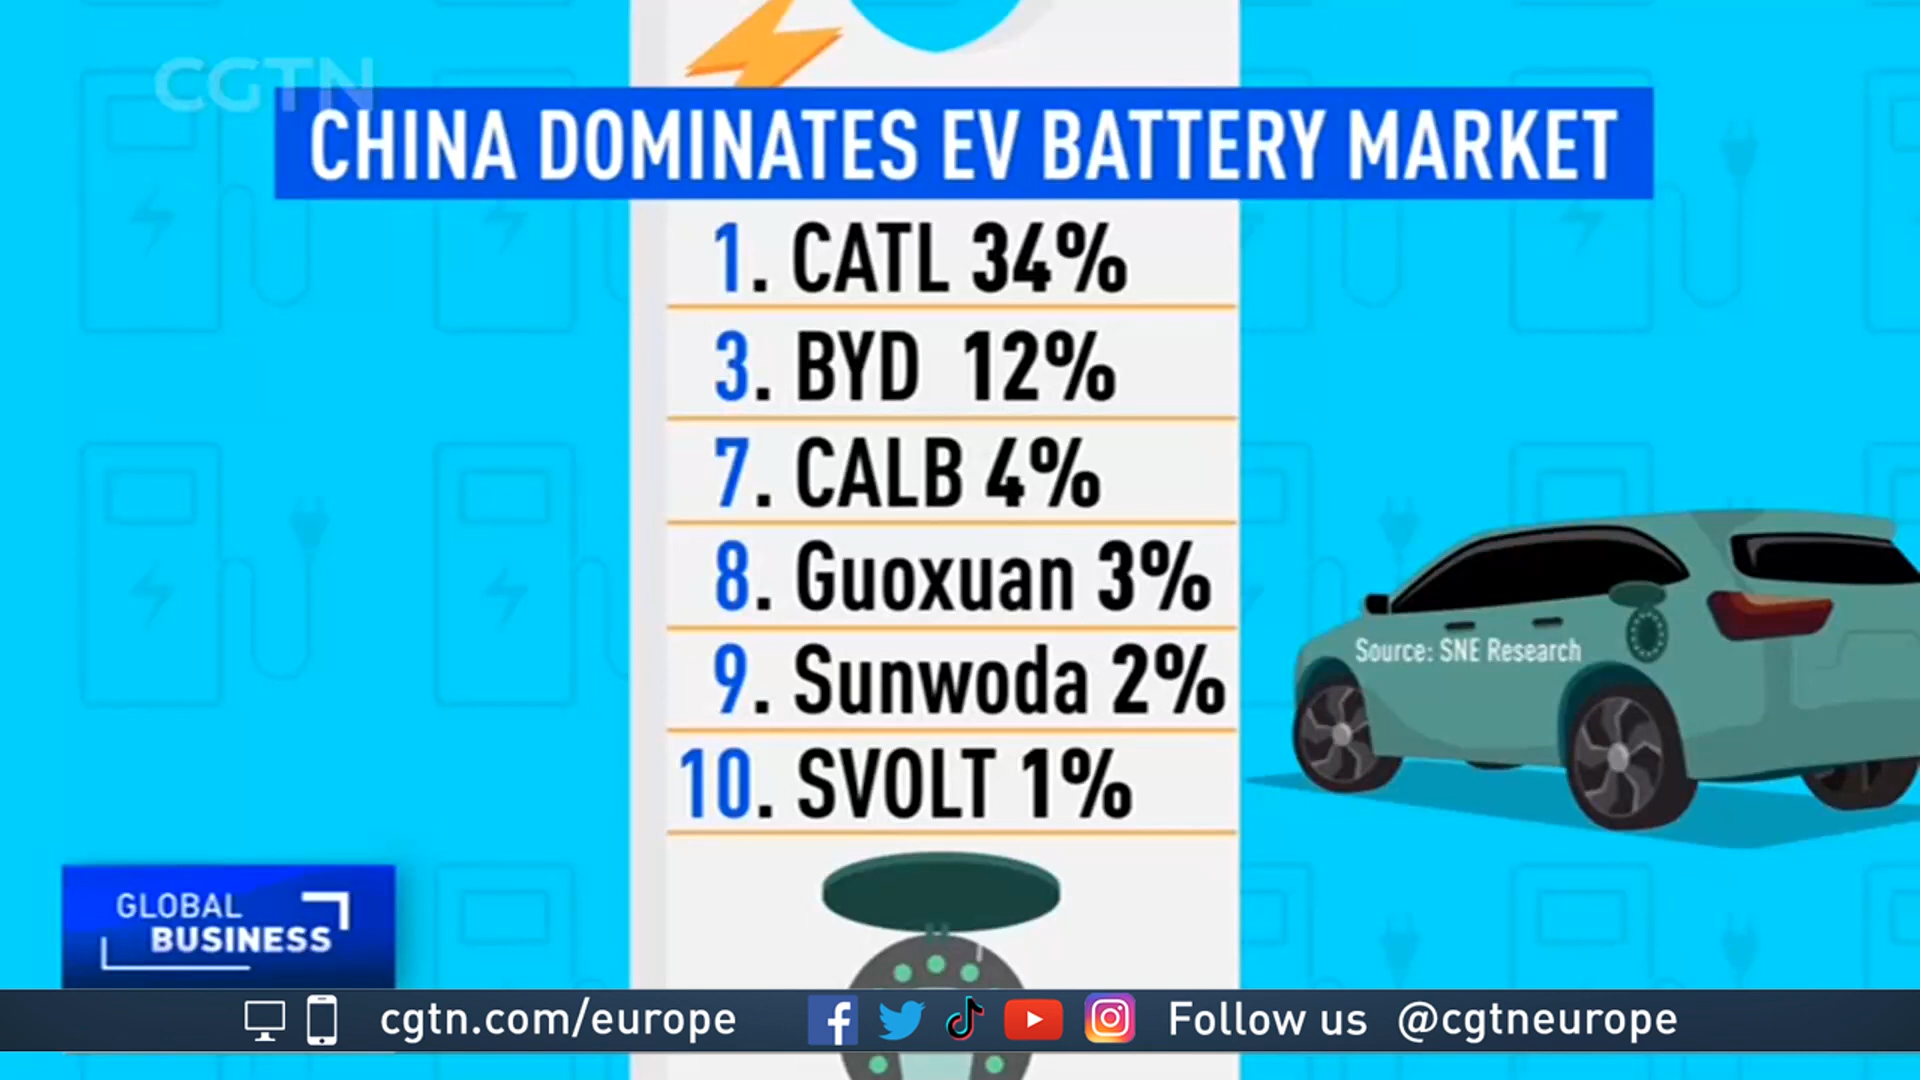 CGTN
CHINA DOMINATES EV BATTERY MARKET
1. CATL 34%
3. BYD 12%
7. CALB 4%
8. Guoxuan 3%
9. Sunwoda 2%
10. SVOLT 1%
Source: SNE Research
GLOBAL
BUSINESS
cgtn.com/europe Follow us @cgtneurope